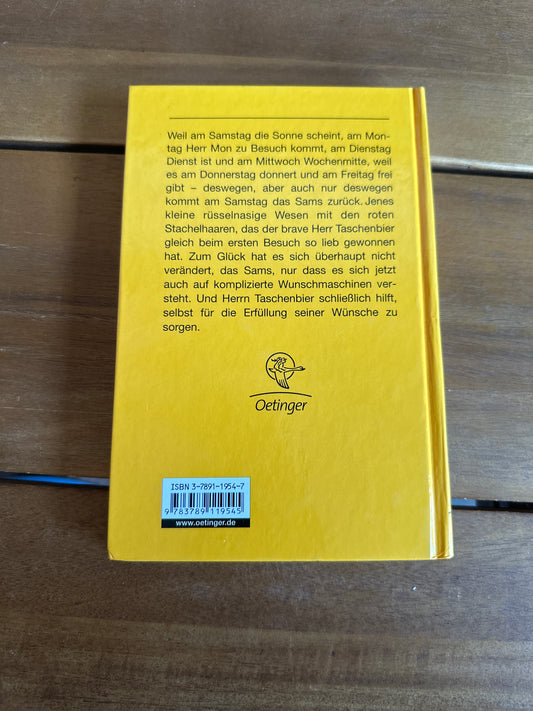 Weil am Samstag die Sonne scheint, am Mon-
tag Herr Mon zu Besuch kommt, am Dienstag
Dienst ist und am Mittwoch Wochenmitte, weil
es am Donnerstag donnert und am Freitag frei
gibt – deswegen, aber auch nur deswegen
kommt am Samstag das Sams zurück. Jenes
kleine rüsselnasige Wesen mit den roten
Stachelhaaren, das der brave Herr Taschenbier
gleich beim ersten Besuch so lieb gewonnen
hat. Zum Glück hat es sich überhaupt nicht
verändert, das Sams, nur dass es sich jetzt
auch auf komplizierte Wunschmaschinen ver-
steht. Und Herrn Taschenbier schließlich hilft,
selbst für die Erfüllung seiner Wünsche zu
sorgen.
Oetinger
ISBN 3-7891-1954-7
9 783789 119545
www.oetinger.de